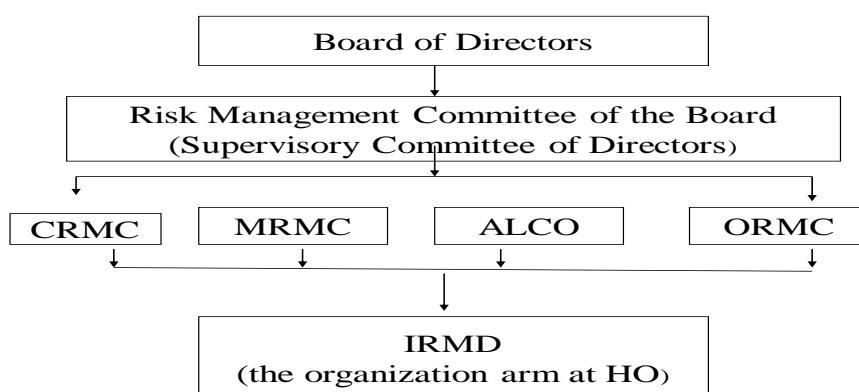 Board of Directors
Risk Management Committee of the Board
(Supervisory Committee of Directors)
CRMC
MRMC
ALCO
ORMC
IRMD
(the organization arm at HO)